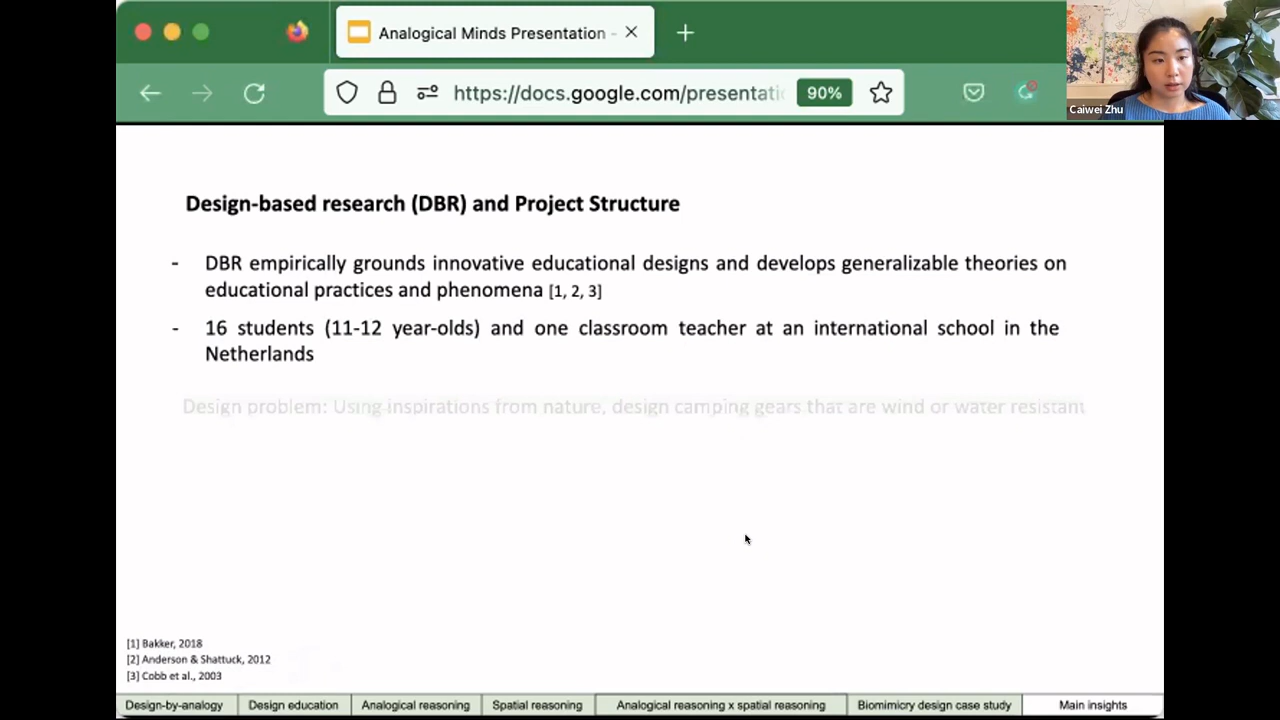 Analogical Minds Presentation -
https://docs.google.com/presentati
90%
Caiwei Zhu
Design-based research (DBR) and Project Structure
- DBR empirically grounds innovative educational designs and develops generalizable theories on
educational practices and phenomena [1, 2, 3]
- 16 students (11-12 year-olds) and one classroom teacher at an international school in the
Netherlands
Design problem: Using inspirations from nature, design camping gears that are wind or water resistant
[1] Bakker, 2018
[2] Anderson & Shattuck, 2012
[3] Cobb et al., 2003
Design-by-analogy Design education Analogical reasoning Spatial reasoning Analogical reasoning x spatial reasoning Biomimicry design case study Main insights